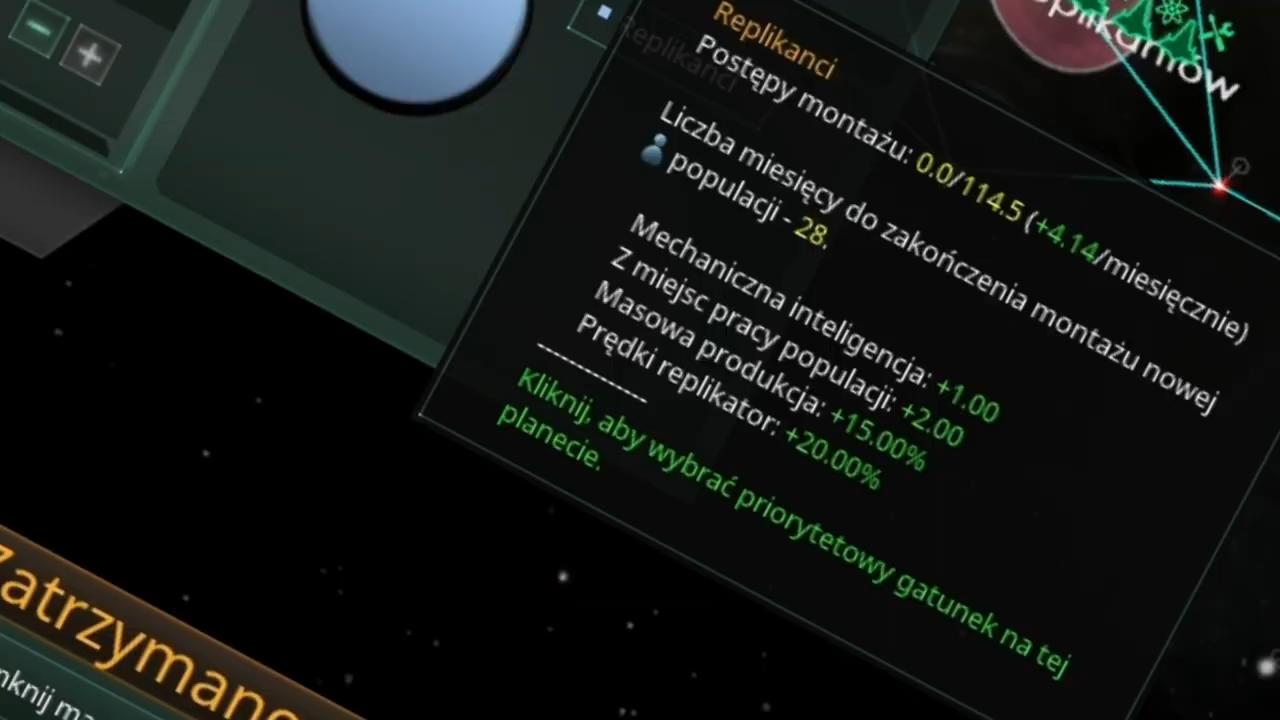 Replikanci
Postępy montażu: 0.0/114.5 (+4.14/miesięcznie)
Liczba miesięcy do zakończenia montażu nowej
populacji - 28.
Mechaniczna inteligencja: +1.00
Z miejsc pracy populacji: +2.00
Masowa produkcja: +15.00%
Prędki replikator: +20.00%
------------
Kliknij, aby wybrać priorytetowy gatunek na tej
planecie.
Replikanci